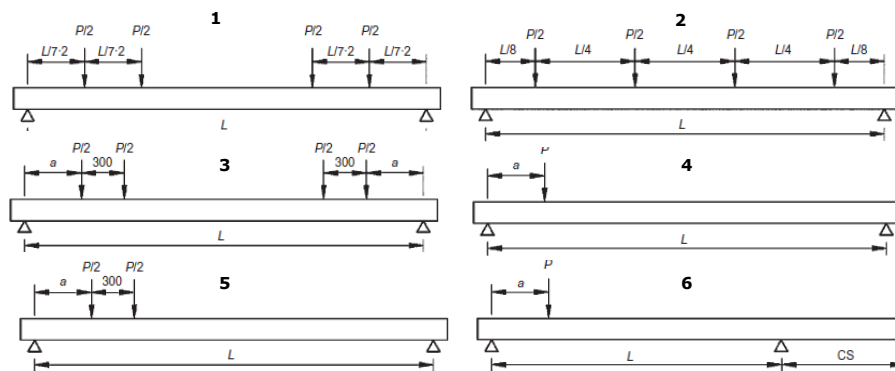 1
P/2 P/2 P/2 P/2
L/7·2 L/7·2 L/7·2 L/7·2
L
2
P/2 P/2 P/2 P/2
L/8 L/4 L/4 L/4 L/8
L
3
P/2 P/2 P/2 P/2
a 300 300 a
L
4
P
a
L
5
P/2 P/2
a 300
L
6
P
a
L CS